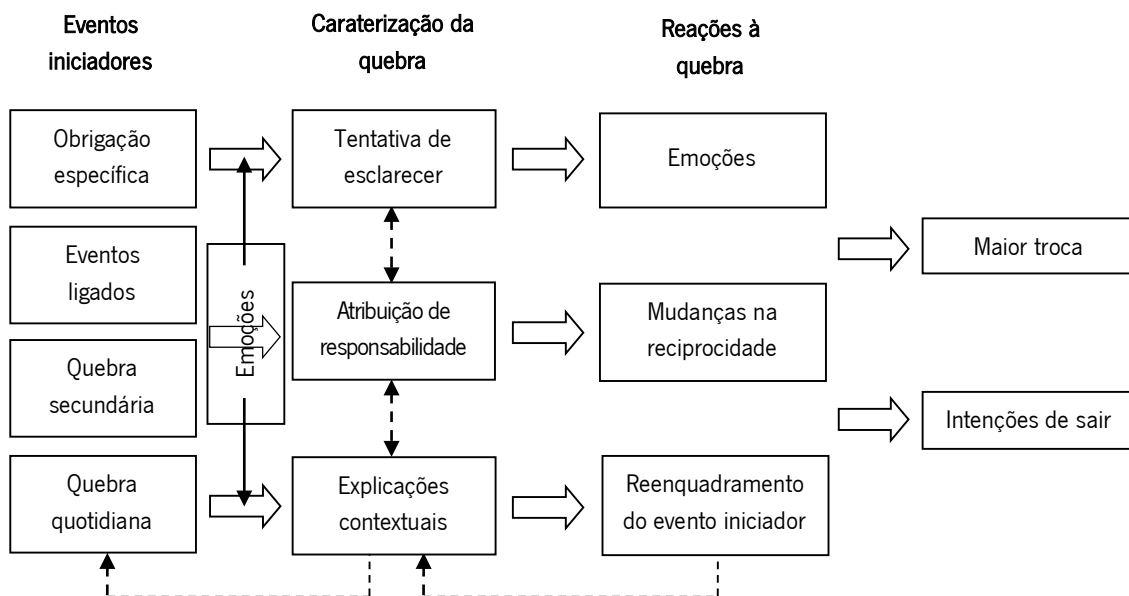 Eventos
iniciadores
Caraterização da
quebra
Reações à
quebra
Obrigação
específica
Tentativa de
esclarecer
Emoções
Eventos
ligados
Maior troca
Emoções
Atribuição de
responsabilidade
Mudanças na
reciprocidade
Quebra
secundária
Intenções de sair
Quebra
quotidiana
Explicações
contextuais
Reenquadramento
do evento iniciador